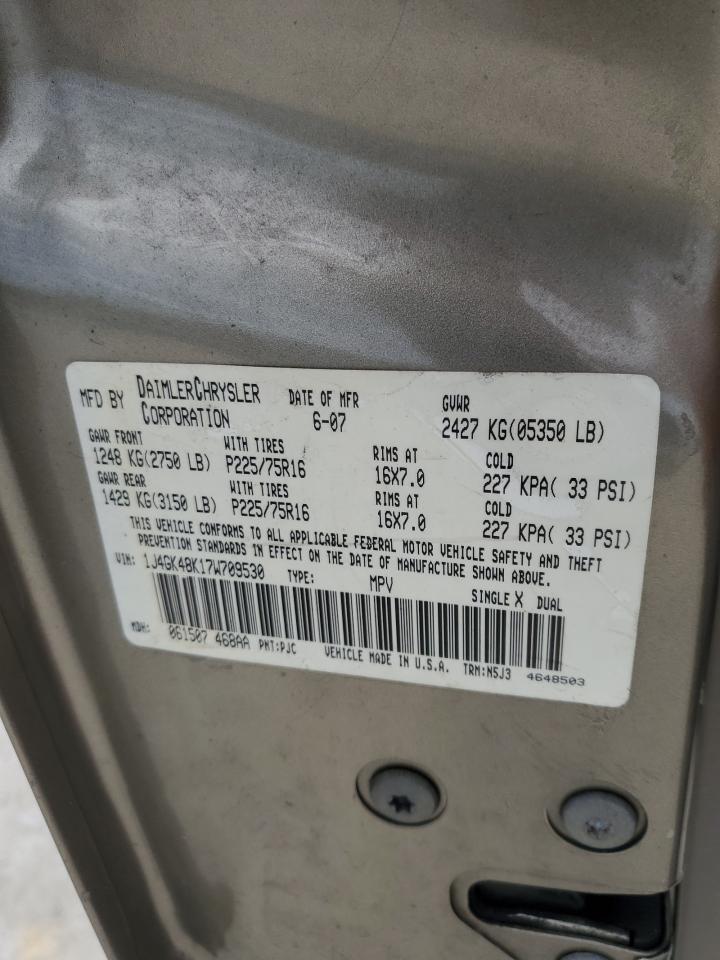 MFD BY DAIMLERCHRYSLER CORPORATION
DATE OF MFR 6-07
GVWR 2427 KG(05350 LB)
GAWR FRONT WITH TIRES RIMS AT COLD
1248 KG(2750 LB) P225/75R16 16X7.0 227 KPA( 33 PSI)
GAWR REAR WITH TIRES RIMS AT COLD
1429 KG(3150 LB) P225/75R16 16X7.0 227 KPA( 33 PSI)
THIS VEHICLE CONFORMS TO ALL APPLICABLE FEDERAL MOTOR VEHICLE SAFETY AND THEFT
PREVENTION STANDARDS IN EFFECT ON THE DATE OF MANUFACTURE SHOWN ABOVE.
VIN: 1J4GK48K17W709530 TYPE: MPV SINGLE X DUAL
MDH: 061507 468AA PNT:PJC VEHICLE MADE IN U.S.A. TRM:N5J3 4648503